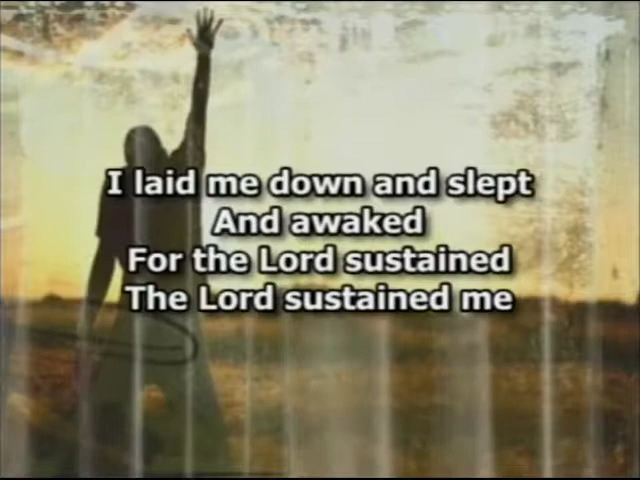 I laid me down and slept
And awaked
For the Lord sustained
The Lord sustained me